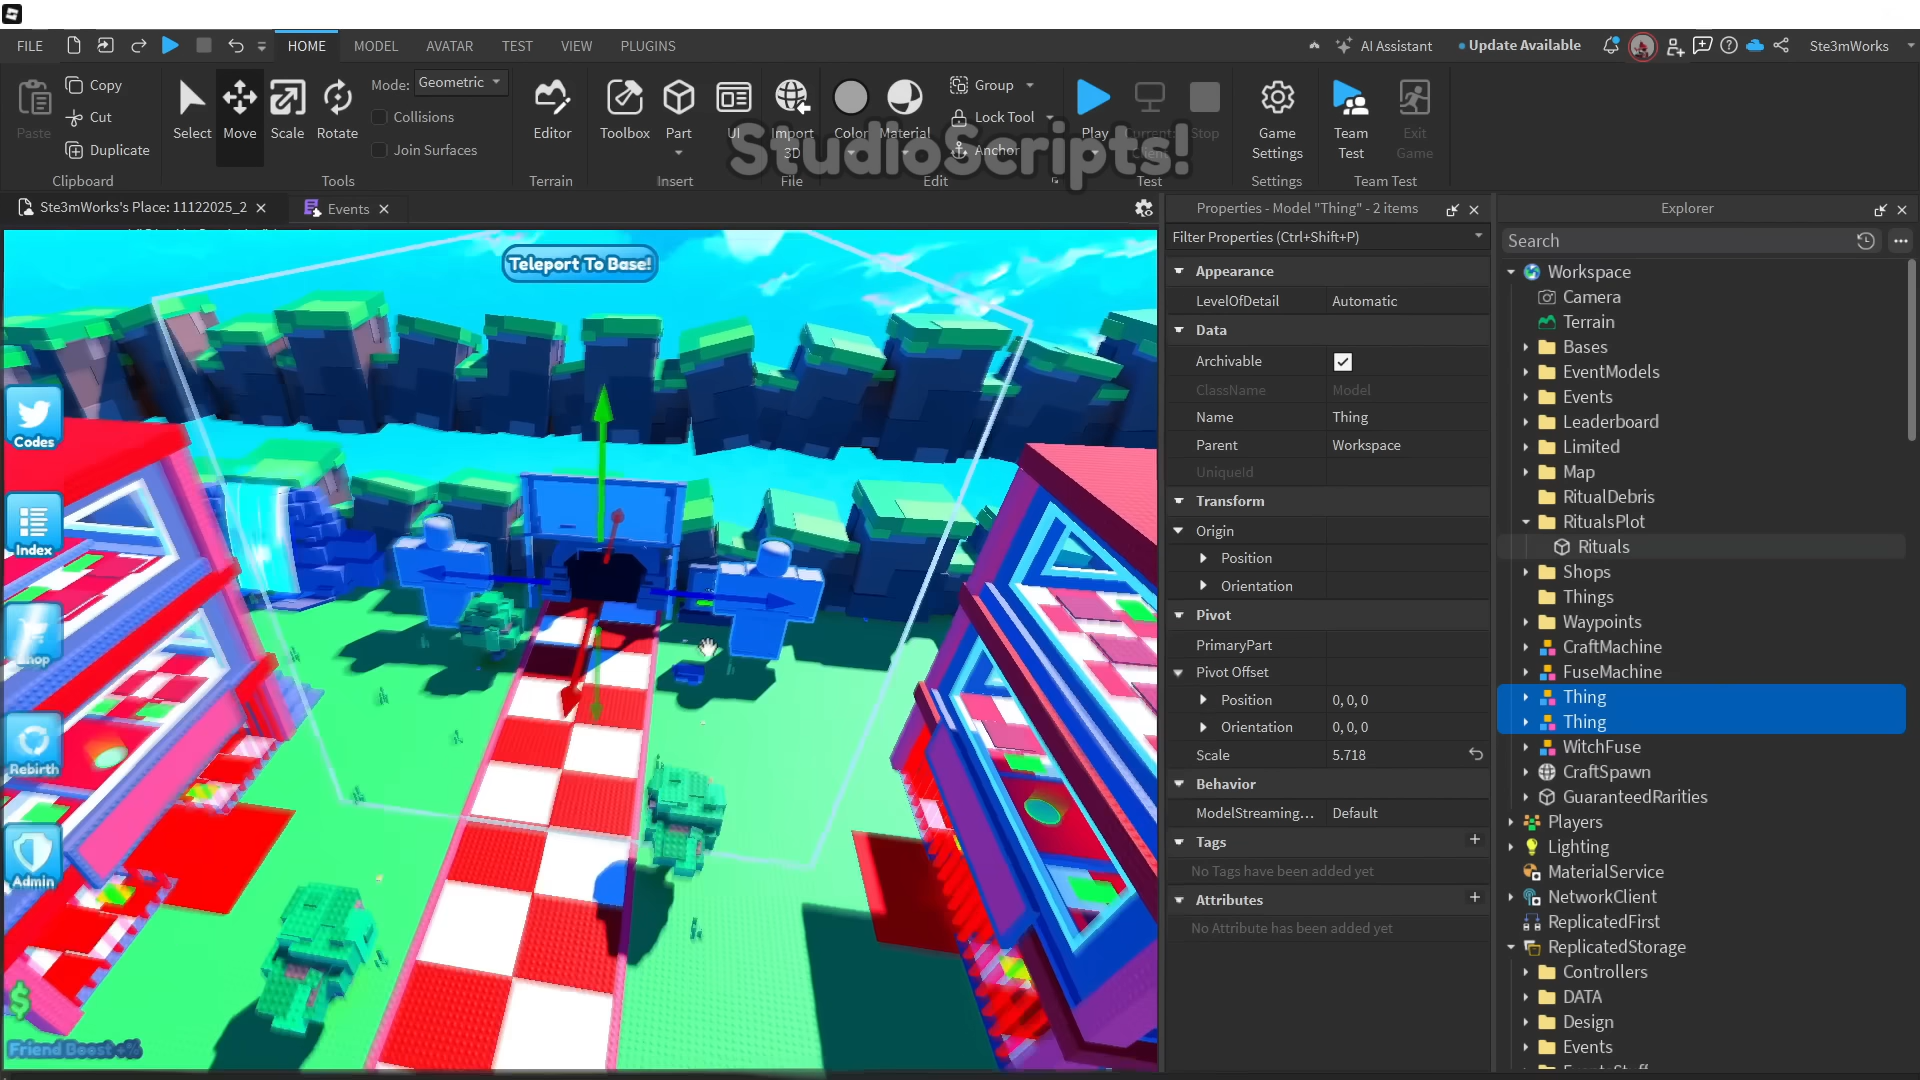 FILE HOME MODEL AVATAR TEST VIEW PLUGINS AI Assistant Update Available Ste3mWorks
Copy
Cut
Duplicate
Paste
Clipboard
Select Move Scale Rotate
Mode: Geometric
Collisions
Join Surfaces
Tools
Editor
Terrain
Toolbox Part UI
Insert
Import
3D
File
Color Material
Group
Lock Tool
Anchor
Edit
Play Current Stop
Client
Test
Game
Settings
Settings
Team
Test
Exit
Game
Team Test
StudioScripts!
Ste3mWorks's Place: 11122025_2
Events
Teleport To Base!
Codes
Index
Shop
Rebirth
Admin
$
Friend Boost +%
Properties - Model "Thing" - 2 items
Filter Properties (Ctrl+Shift+P)
Appearance
LevelOfDetail Automatic
Data
Archivable
ClassName Model
Name Thing
Parent Workspace
UniqueId
Transform
Origin
Position
Orientation
Pivot
PrimaryPart
Pivot Offset
Position 0, 0, 0
Orientation 0, 0, 0
Scale 5.718
Behavior
ModelStreaming... Default
Tags
No Tags have been added yet
Attributes
No Attribute has been added yet
Explorer
Search
Workspace
Camera
Terrain
Bases
EventModels
Events
Leaderboard
Limited
Map
RitualDebris
RitualsPlot
Rituals
Shops
Things
Waypoints
CraftMachine
FuseMachine
Thing
Thing
WitchFuse
CraftSpawn
GuaranteedRarities
Players
Lighting
MaterialService
NetworkClient
ReplicatedFirst
ReplicatedStorage
Controllers
DATA
Design
Events